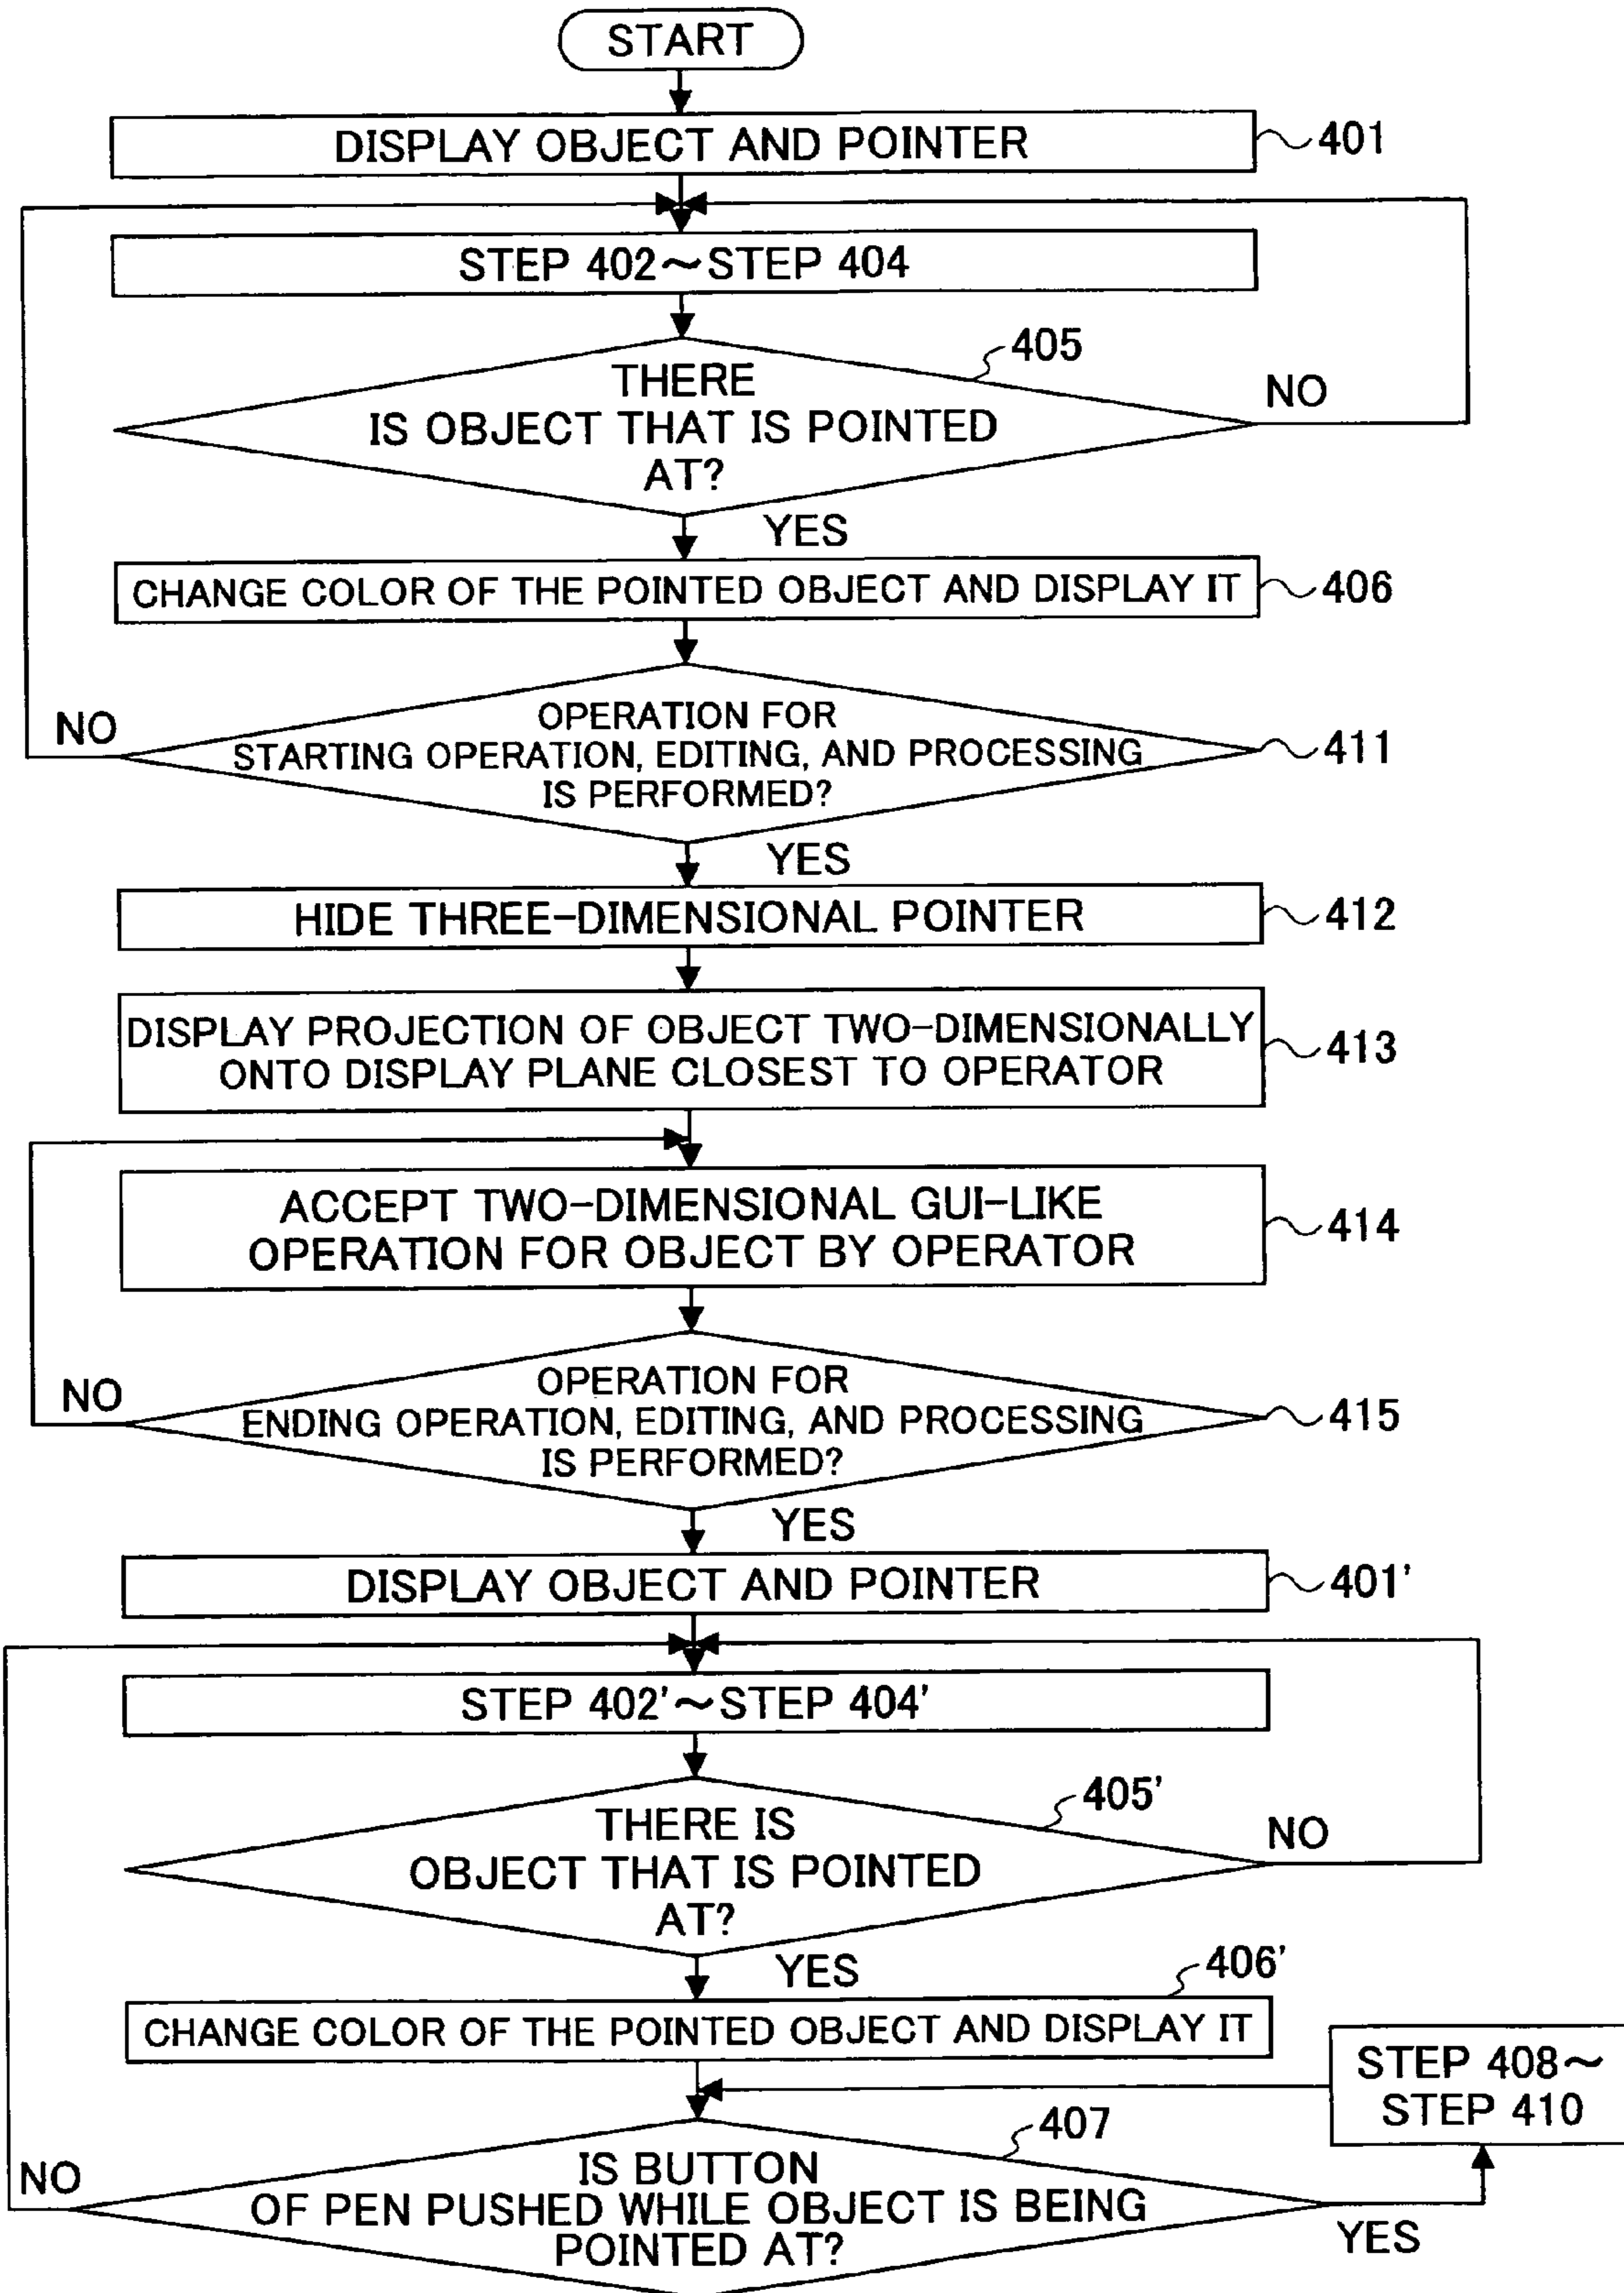 START
DISPLAY OBJECT AND POINTER
401
STEP 402~STEP 404
405
THERE
IS OBJECT THAT IS POINTED
AT?
NO
YES
CHANGE COLOR OF THE POINTED OBJECT AND DISPLAY IT
406
OPERATION FOR
STARTING OPERATION, EDITING, AND PROCESSING
IS PERFORMED?
NO
411
YES
HIDE THREE-DIMENSIONAL POINTER
412
DISPLAY PROJECTION OF OBJECT TWO-DIMENSIONALLY
ONTO DISPLAY PLANE CLOSEST TO OPERATOR
413
ACCEPT TWO-DIMENSIONAL GUI-LIKE
OPERATION FOR OBJECT BY OPERATOR
414
OPERATION FOR
ENDING OPERATION, EDITING, AND PROCESSING
IS PERFORMED?
NO
415
YES
DISPLAY OBJECT AND POINTER
401'
STEP 402'~STEP 404'
405'
THERE IS
OBJECT THAT IS POINTED
AT?
NO
YES
406'
CHANGE COLOR OF THE POINTED OBJECT AND DISPLAY IT
STEP 408~
STEP 410
407
IS BUTTON
OF PEN PUSHED WHILE OBJECT IS BEING
POINTED AT?
NO
YES